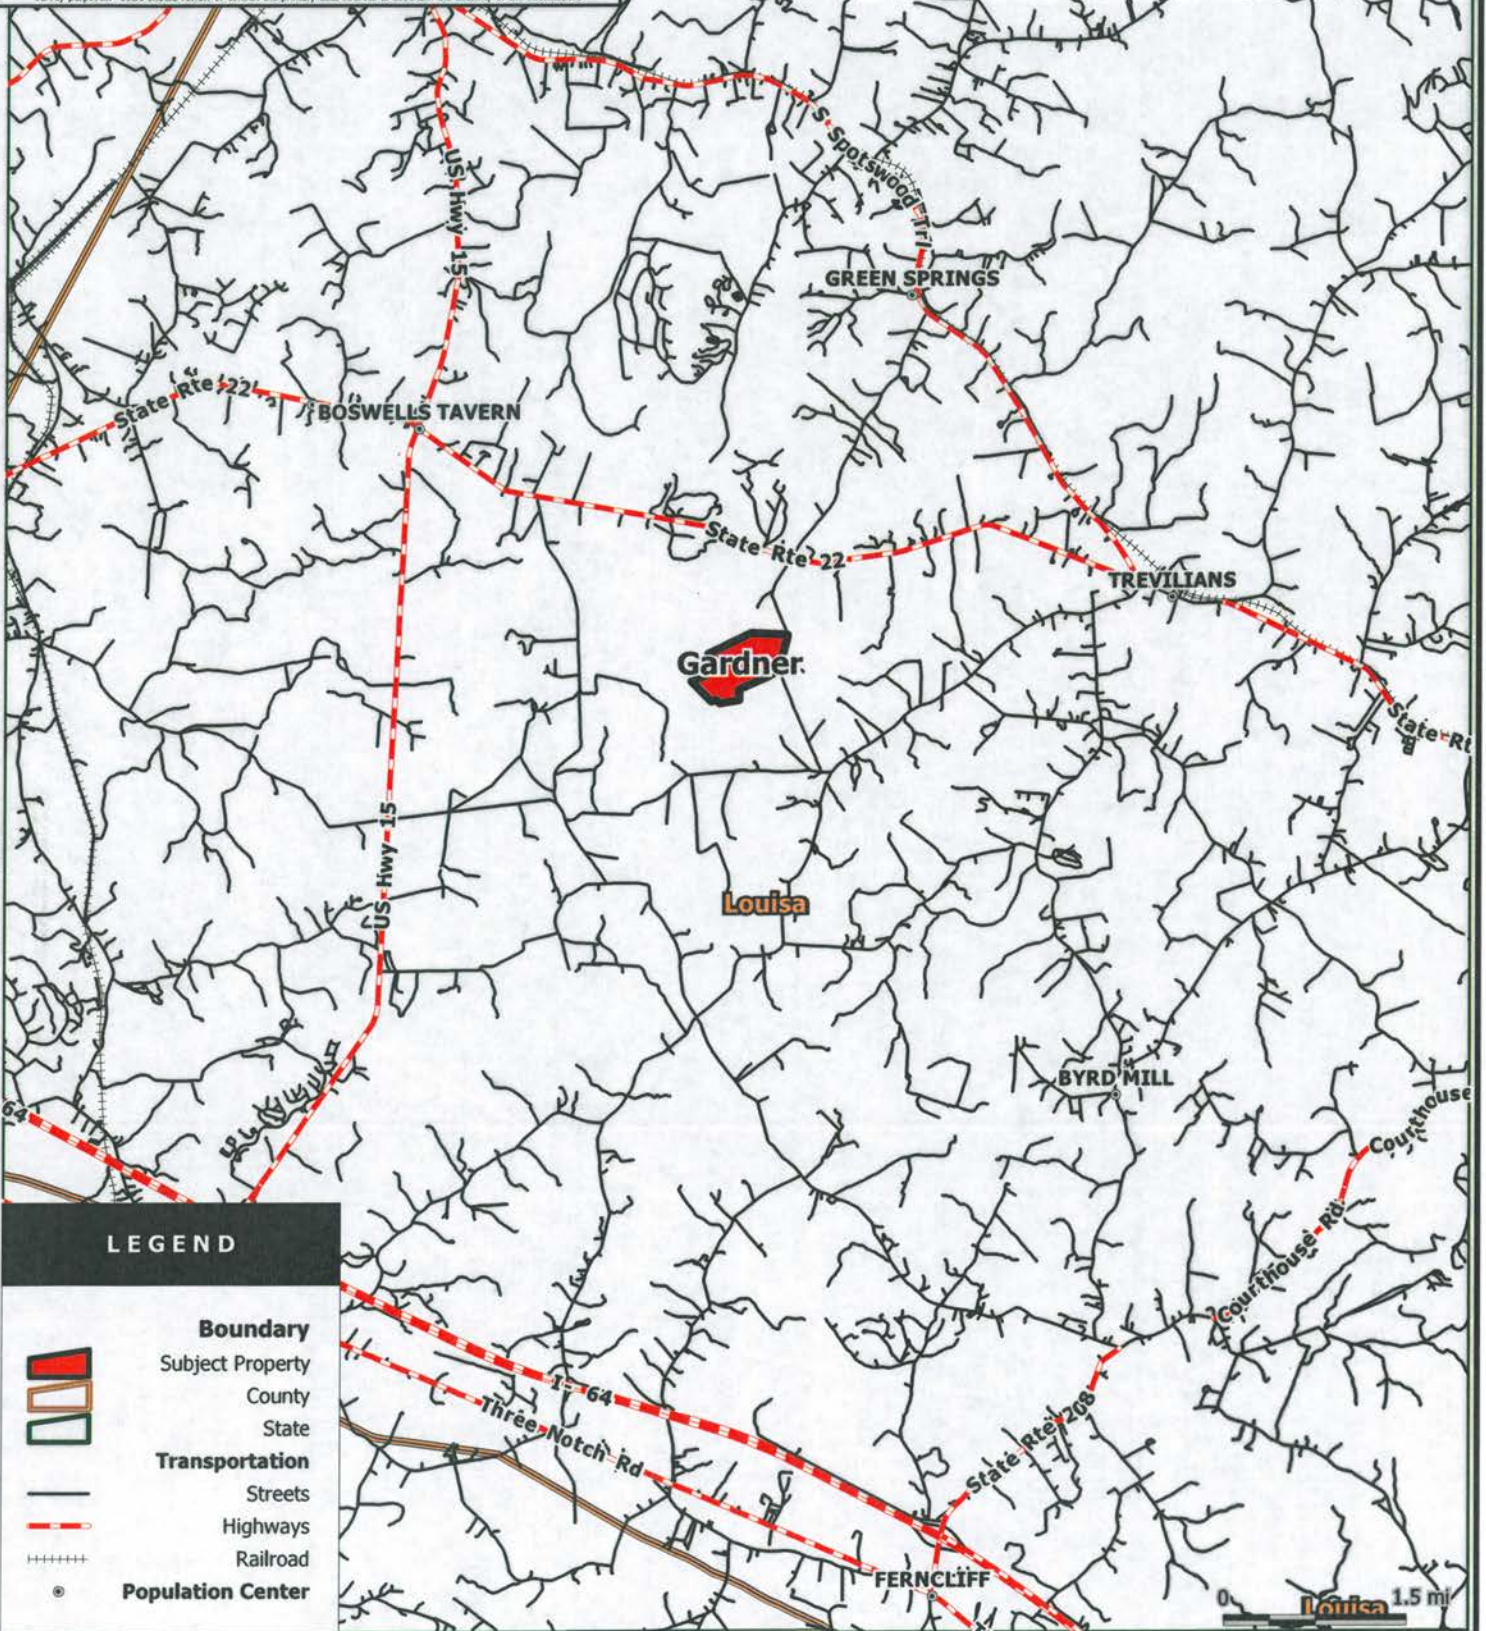 S Spotswood Trl
US Hwy 15
GREEN SPRINGS
State Rte 22
BOSWELLS TAVERN
State Rte 22
TREVILIANS
Gardner
State Rt
US Hwy 15
Louisa
BYRD MILL
64
Courthouse
Courthouse Rd
LEGEND
Boundary
Subject Property
County
State
Transportation
Streets
Highways
Railroad
Population Center
I- 64
Three Notch Rd
State Rte 208
FERNCLIFF
0
1.5 mi
Louisa